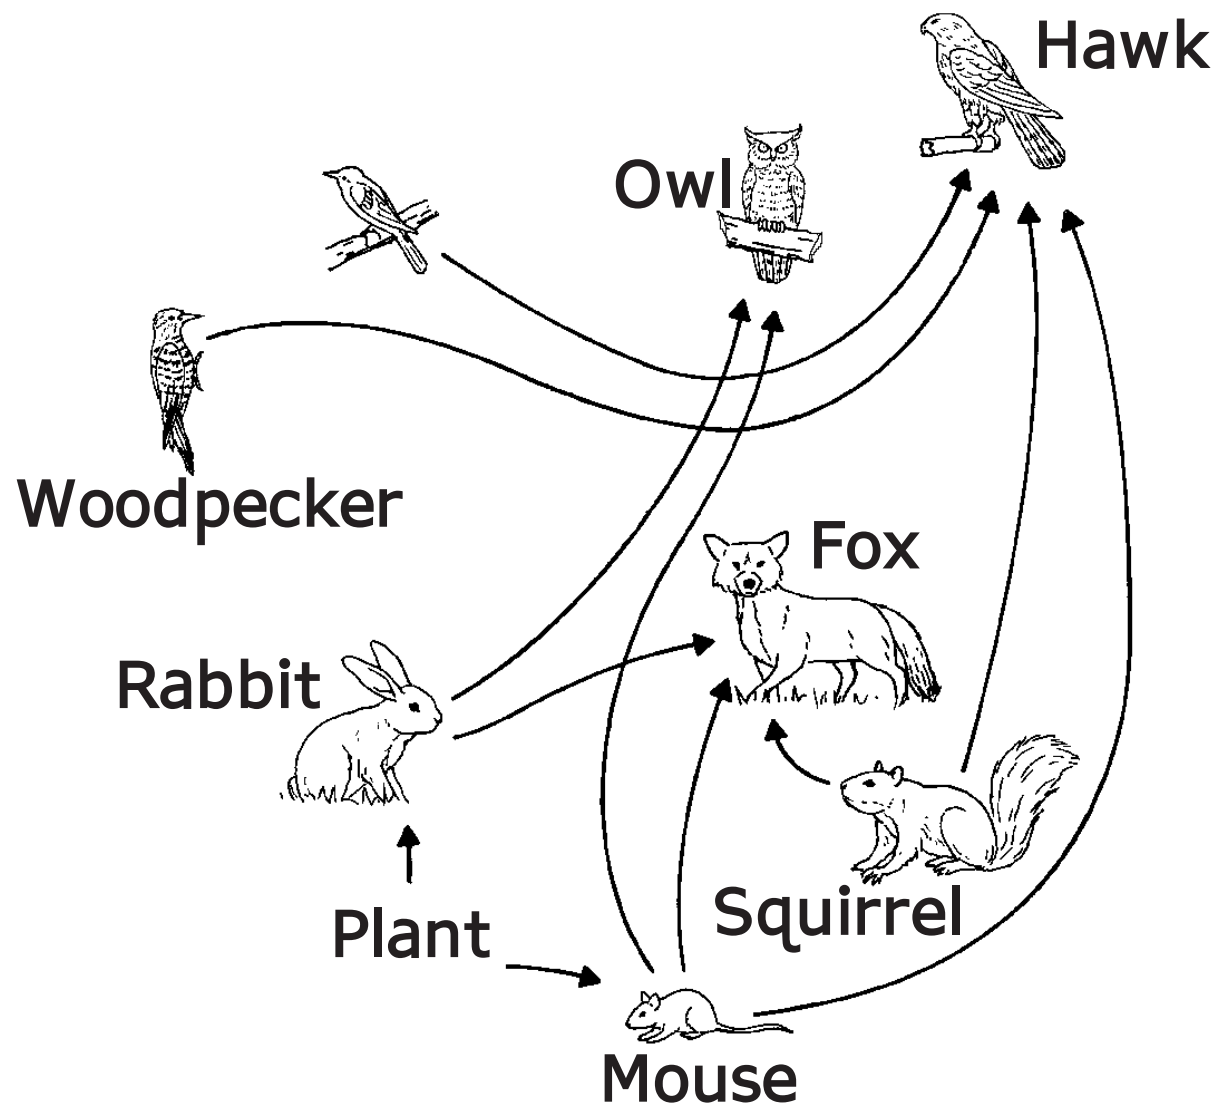 Hawk
Owl
Woodpecker
Fox
Rabbit
Squirrel
Plant
Mouse